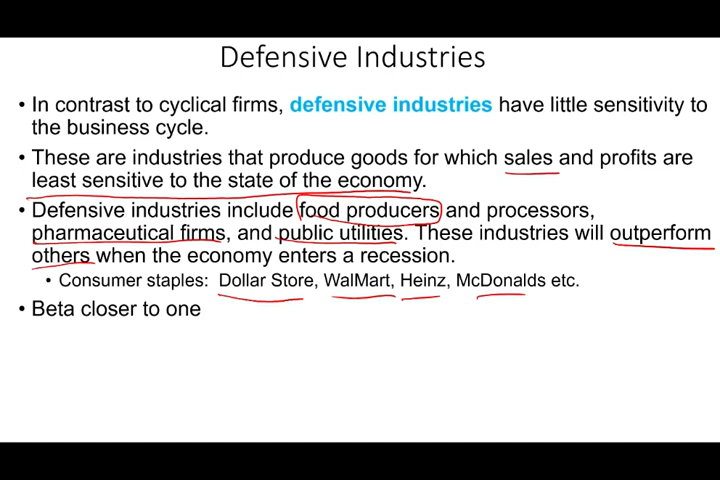 Defensive Industries
• In contrast to cyclical firms, defensive industries have little sensitivity to
the business cycle.
• These are industries that produce goods for which sales and profits are
least sensitive to the state of the economy.
• Defensive industries include food producers and processors,
pharmaceutical firms, and public utilities. These industries will outperform
others when the economy enters a recession.
• Consumer staples: Dollar Store, WalMart, Heinz, McDonalds etc.
• Beta closer to one